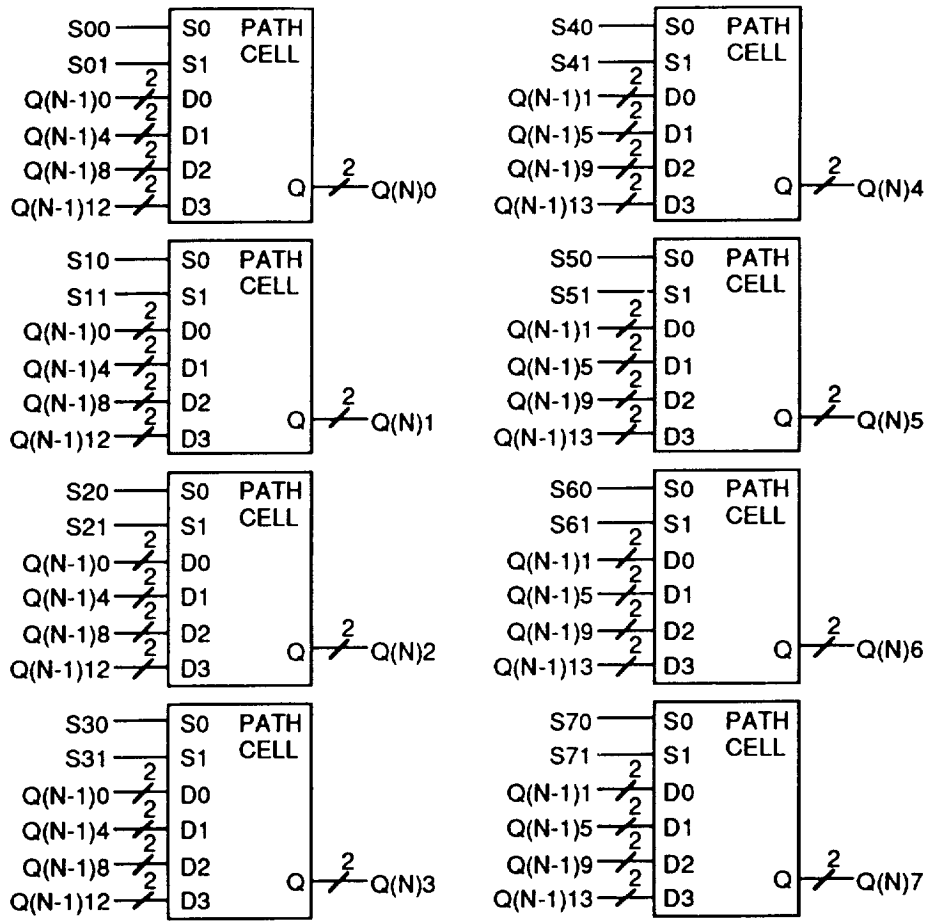 S00 S0 PATH
CELL
S01 S1
Q(N-1)0 2 D0
Q(N-1)4 2 D1
Q(N-1)8 2 D2
Q(N-1)12 2 D3
Q 2 Q(N)0
S10 S0 PATH
CELL
S11 S1
Q(N-1)0 2 D0
Q(N-1)4 2 D1
Q(N-1)8 2 D2
Q(N-1)12 2 D3
Q 2 Q(N)1
S20 S0 PATH
CELL
S21 S1
Q(N-1)0 2 D0
Q(N-1)4 2 D1
Q(N-1)8 2 D2
Q(N-1)12 2 D3
Q 2 Q(N)2
S30 S0 PATH
CELL
S31 S1
Q(N-1)0 2 D0
Q(N-1)4 2 D1
Q(N-1)8 2 D2
Q(N-1)12 2 D3
Q 2 Q(N)3
S40 S0 PATH
CELL
S41 S1
Q(N-1)1 2 D0
Q(N-1)5 2 D1
Q(N-1)9 2 D2
Q(N-1)13 2 D3
Q 2 Q(N)4
S50 S0 PATH
CELL
S51 S1
Q(N-1)1 2 D0
Q(N-1)5 2 D1
Q(N-1)9 2 D2
Q(N-1)13 2 D3
Q 2 Q(N)5
S60 S0 PATH
CELL
S61 S1
Q(N-1)1 2 D0
Q(N-1)5 2 D1
Q(N-1)9 2 D2
Q(N-1)13 2 D3
Q 2 Q(N)6
S70 S0 PATH
CELL
S71 S1
Q(N-1)1 2 D0
Q(N-1)5 2 D1
Q(N-1)9 2 D2
Q(N-1)13 2 D3
Q 2 Q(N)7